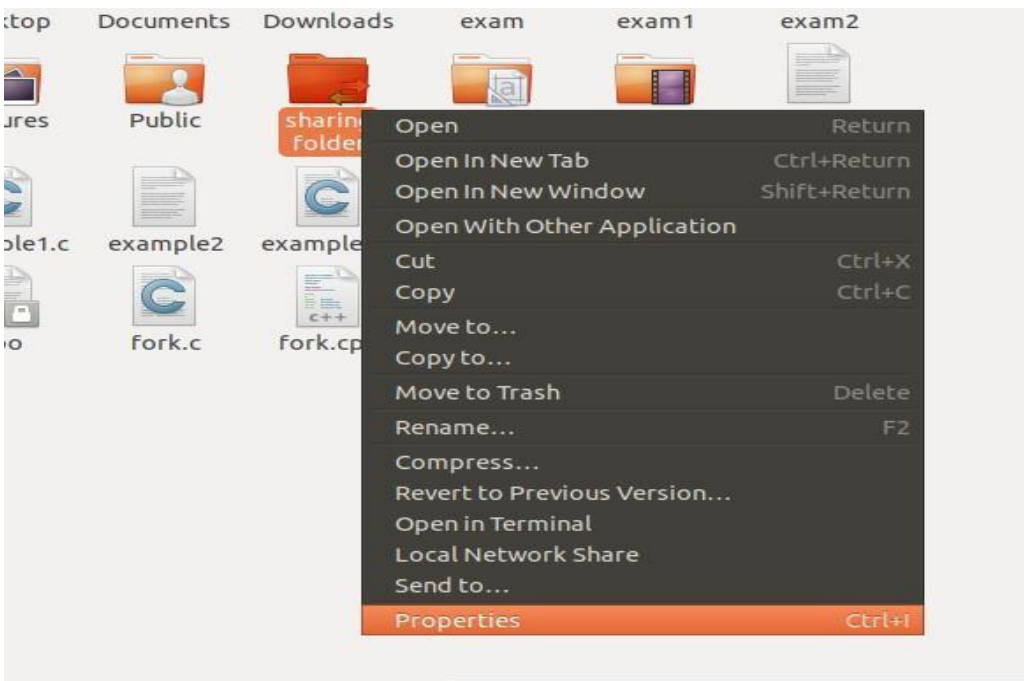 top Documents Downloads exam exam1 exam2
ures Public sharing
folder
ple1.c example2 example
o fork.c fork.cp
C++
Open Return
Open In New Tab Ctrl+Return
Open In New Window Shift+Return
Open With Other Application
Cut Ctrl+X
Copy Ctrl+C
Move to...
Copy to...
Move to Trash Delete
Rename... F2
Compress...
Revert to Previous Version...
Open in Terminal
Local Network Share
Send to...
Properties Ctrl+I